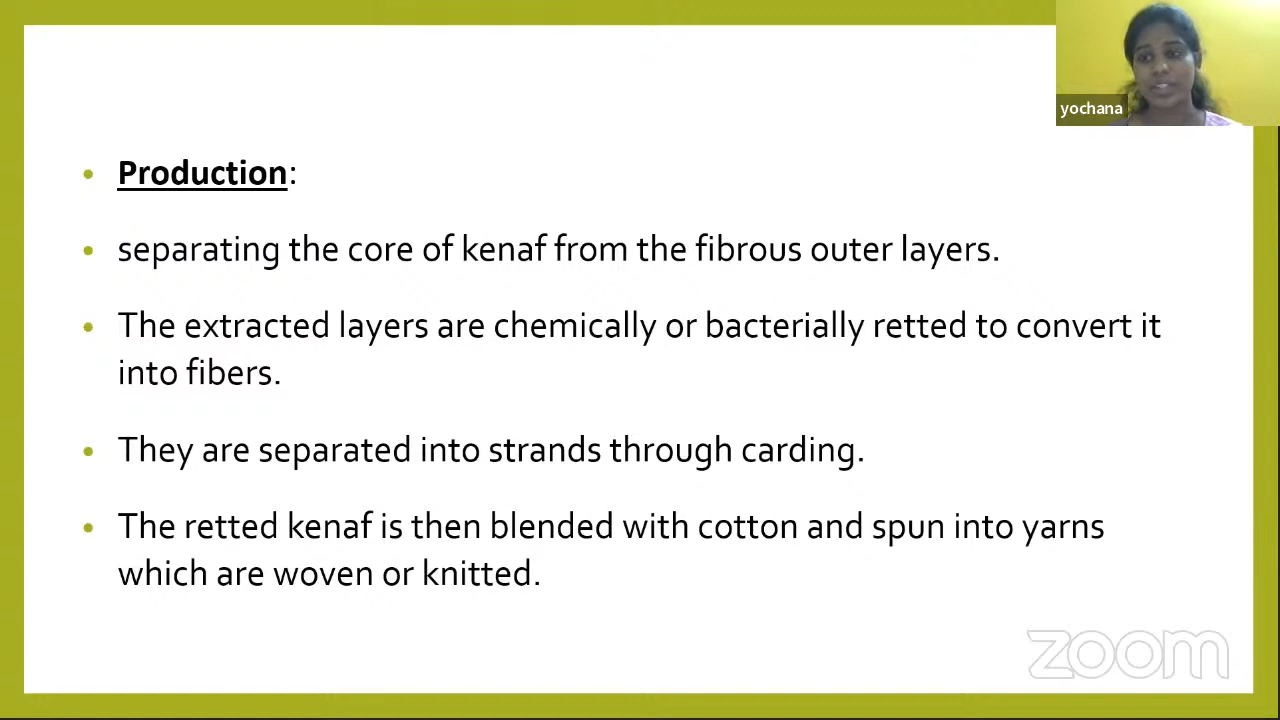 yochana
Production:
separating the core of kenaf from the fibrous outer layers.
The extracted layers are chemically or bacterially retted to convert it
into fibers.
They are separated into strands through carding.
The retted kenaf is then blended with cotton and spun into yarns
which are woven or knitted.
zoom